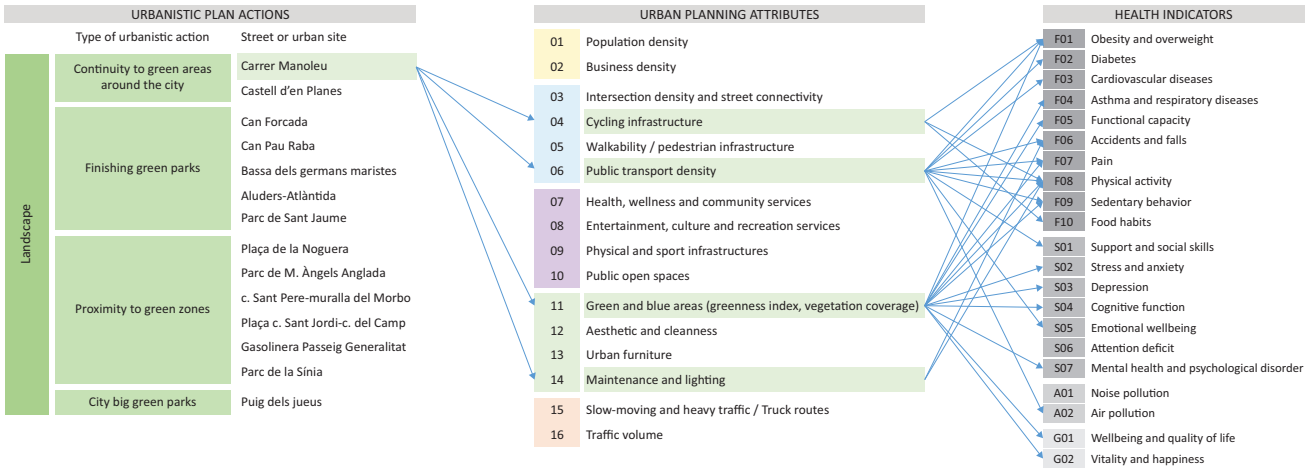 URBANISTIC PLAN ACTIONS
Type of urbanistic action
Street or urban site
Landscape
Continuity to green areas
around the city
Carrer Manoleu
Castell d'en Planes
Finishing green parks
Can Forcada
Can Pau Raba
Bassa dels germans maristes
Aluders-Atlàntida
Parc de Sant Jaume
Proximity to green zones
Plaça de la Noguera
Parc de M. Àngels Anglada
c. Sant Pere-muralla del Morbo
Plaça c. Sant Jordi-c. del Camp
Gasolinera Passeig Generalitat
Parc de la Sínia
City big green parks
Puig dels jueus
URBAN PLANNING ATTRIBUTES
01 Population density
02 Business density
03 Intersection density and street connectivity
04 Cycling infrastructure
05 Walkability / pedestrian infrastructure
06 Public transport density
07 Health, wellness and community services
08 Entertainment, culture and recreation services
09 Physical and sport infrastructures
10 Public open spaces
11 Green and blue areas (greenness index, vegetation coverage)
12 Aesthetic and cleanness
13 Urban furniture
14 Maintenance and lighting
15 Slow-moving and heavy traffic / Truck routes
16 Traffic volume
HEALTH INDICATORS
F01 Obesity and overweight
F02 Diabetes
F03 Cardiovascular diseases
F04 Asthma and respiratory diseases
F05 Functional capacity
F06 Accidents and falls
F07 Pain
F08 Physical activity
F09 Sedentary behavior
F10 Food habits
S01 Support and social skills
S02 Stress and anxiety
S03 Depression
S04 Cognitive function
S05 Emotional wellbeing
S06 Attention deficit
S07 Mental health and psychological disorder
A01 Noise pollution
A02 Air pollution
G01 Wellbeing and quality of life
G02 Vitality and happiness